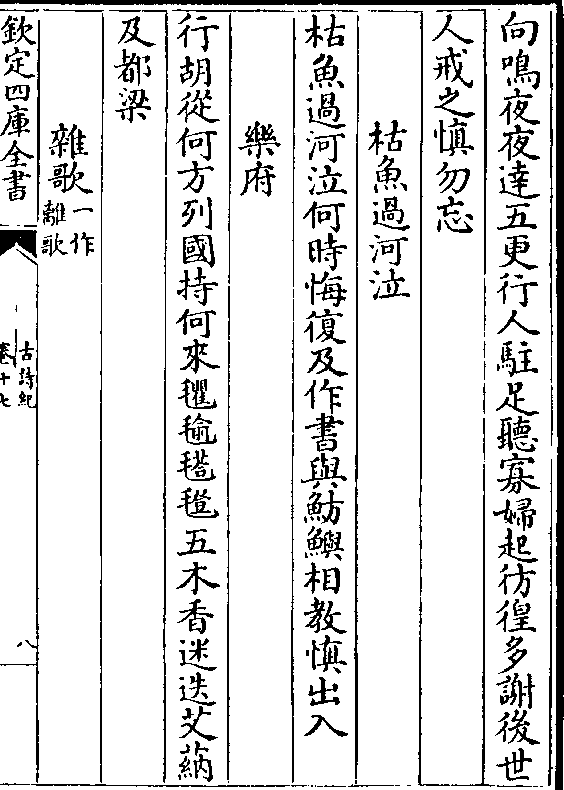 向鳴夜夜達五更行人駐足聽寡婦起彷徨多謝後世
人戒之慎勿忘
枯魚過河泣
枯魚過河泣何時悔復及作書與魴鱮相教慎出入
樂府
行胡從何方列國持何來氍毹㲮㲪五木香迷迭艾蒳
及都梁
雜歌一作離歌
欽定四庫全書
古詩紀
卷十七
八